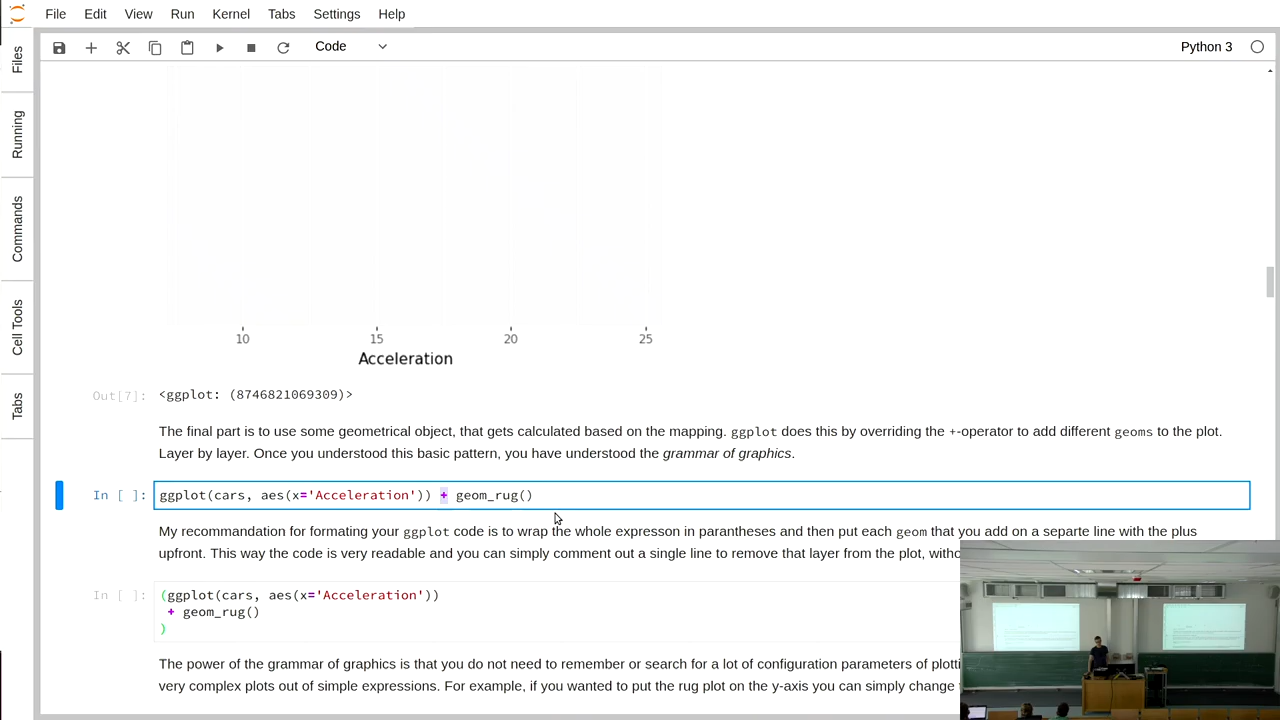 File Edit View Run Kernel Tabs Settings Help
Code
Python 3
Files
Running
Commands
Cell Tools
Tabs
10 15 20 25
Acceleration
Out[7]: <ggplot: (8746821069309)>
The final part is to use some geometrical object, that gets calculated based on the mapping. ggplot does this by overriding the +-operator to add different geoms to the plot.
Layer by layer. Once you understood this basic pattern, you have understood the grammar of graphics.
In [ ]: ggplot(cars, aes(x='Acceleration')) + geom_rug()
My recommandation for formating your ggplot code is to wrap the whole expresson in parantheses and then put each geom that you add on a separte line with the plus
upfront. This way the code is very readable and you can simply comment out a single line to remove that layer from the plot,
In [ ]: (ggplot(cars, aes(x='Acceleration'))
+ geom_rug()
)
The power of the grammar of graphics is that you do not need to remember or search for a lot of configuration parameters of
very complex plots out of simple expressions. For example, if you wanted to put the rug plot on the y-axis you can simply change